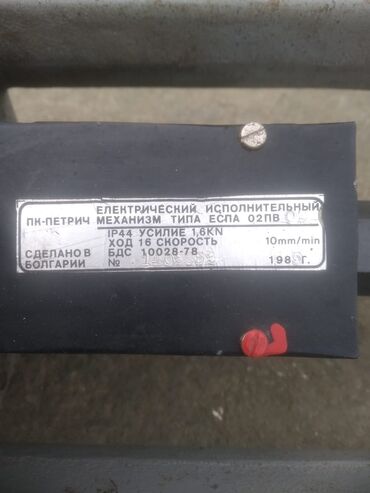 ЕЛЕКТРИЧЕСКИЙ ИСПОЛНИТЕЛЬНЫЙ
ПК-ПЕТРИЧ МЕХАНИЗМ ТИПА ЕСПА 02ПВ
IP44 УСИЛИЕ 1,6KN
ХОД 16 СКОРОСТЬ 10mm/min
СДЕЛАНО В БДС 10028-78
БОЛГАРИИ № 198 Г.